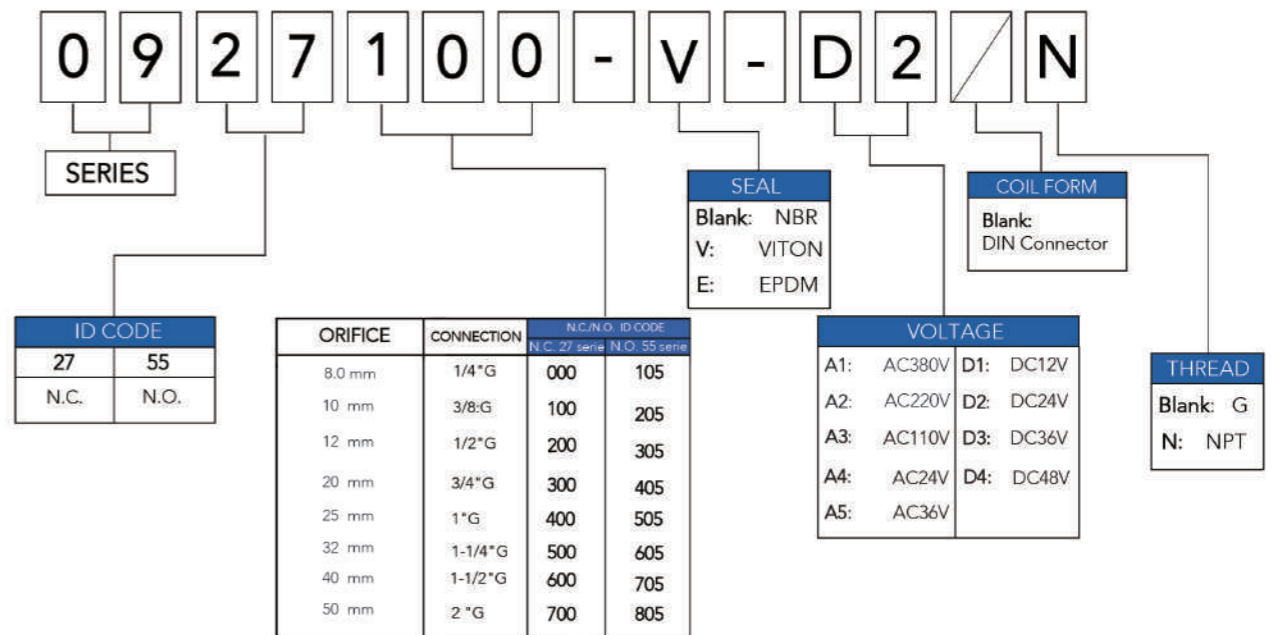 0 9 2 7 1 0 0 - V - D 2 N
SERIES
SEAL
Blank: NBR
V: VITON
E: EPDM
COIL FORM
Blank:
DIN Connector
ID CODE
27 55
N.C. N.O.
ORIFICE CONNECTION N.C./N.O. ID CODE
N.C. 27 serie N.O. 55 serie
8.0 mm 1/4"G 000 105
10 mm 3/8:G 100 205
12 mm 1/2"G 200 305
20 mm 3/4"G 300 405
25 mm 1"G 400 505
32 mm 1-1/4"G 500 605
40 mm 1-1/2"G 600 705
50 mm 2 "G 700 805
VOLTAGE
A1: AC380V D1: DC12V
A2: AC220V D2: DC24V
A3: AC110V D3: DC36V
A4: AC24V D4: DC48V
A5: AC36V
THREAD
Blank: G
N: NPT